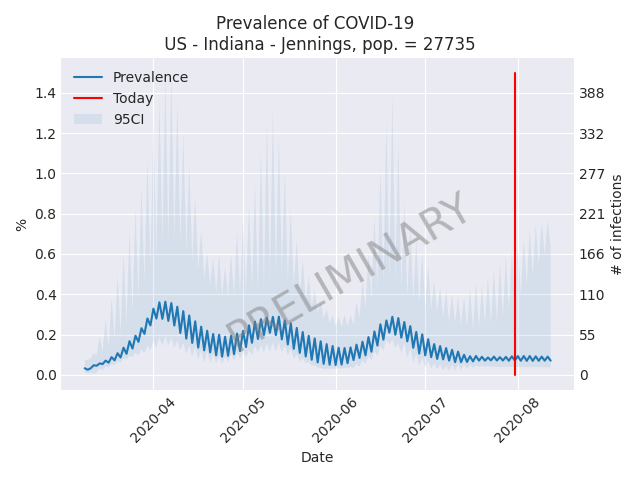 Prevalence of COVID-19
US - Indiana - Jennings, pop. = 27735
Prevalence
Today
95CI
PRELIMINARY
%
1.4
1.2
1.0
0.8
0.6
0.4
0.2
0.0
388
332
277
221
166
110
55
0
# of infections
2020-04
2020-05
2020-06
2020-07
2020-08
Date